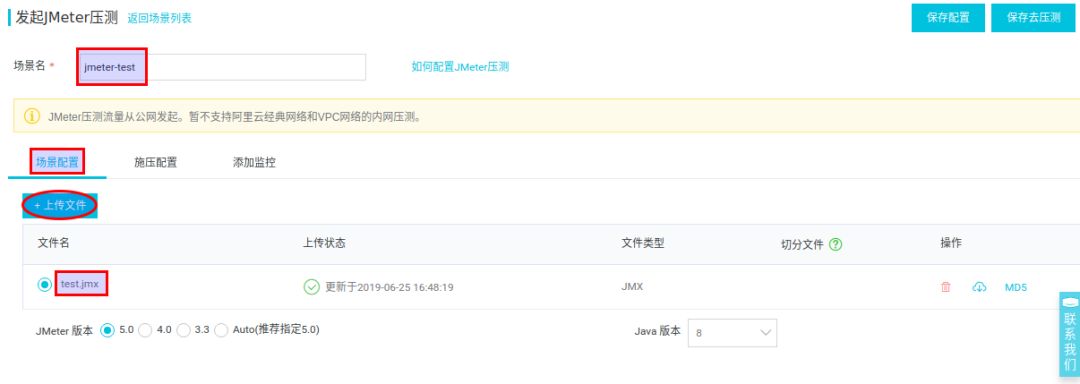 发起JMeter压测 返回场景列表 保存配置 保存去压测
场景名 * jmeter-test 如何配置JMeter压测
JMeter压测流量从公网发起。暂不支持阿里云经典网络和VPC网络的内网压测。
场景配置 施压配置 添加监控
+ 上传文件
文件名 上传状态 文件类型 切分文件 ? 操作
test.jmx 更新于2019-06-25 16:48:19 JMX MD5
JMeter 版本 5.0 4.0 3.3 Auto(推荐指定5.0) Java 版本 8
联系我们